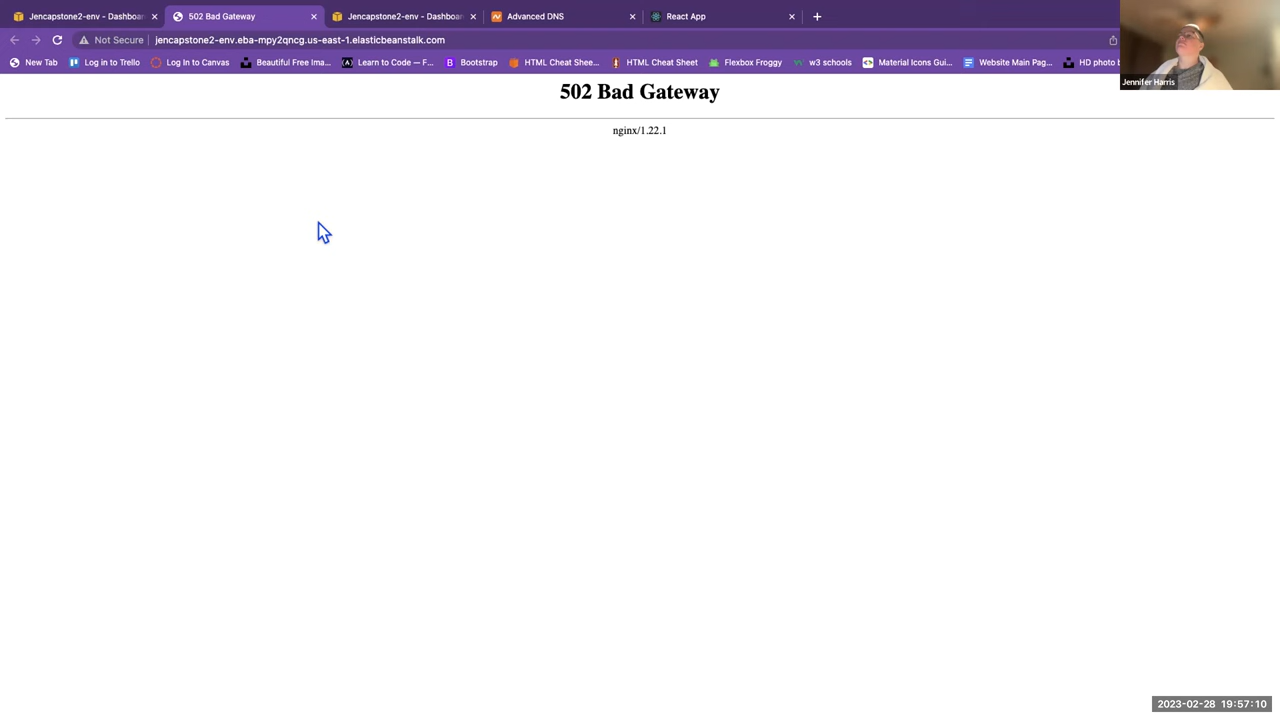 Jencapstone2-env - Dashboar
502 Bad Gateway
Jencapstone2-env - Dashboar
Advanced DNS
React App
Not Secure
jencapstone2-env.eba-mpy2qncg.us-east-1.elasticbeanstalk.com
New Tab
Log in to Trello
Log In to Canvas
Beautiful Free Ima...
Learn to Code — F...
Bootstrap
HTML Cheat Shee...
HTML Cheat Sheet
Flexbox Froggy
w3 schools
Material Icons Gui...
Website Main Pag...
HD photo b
Jennifer Harris
502 Bad Gateway
nginx/1.22.1
2023-02-28 19:57:10